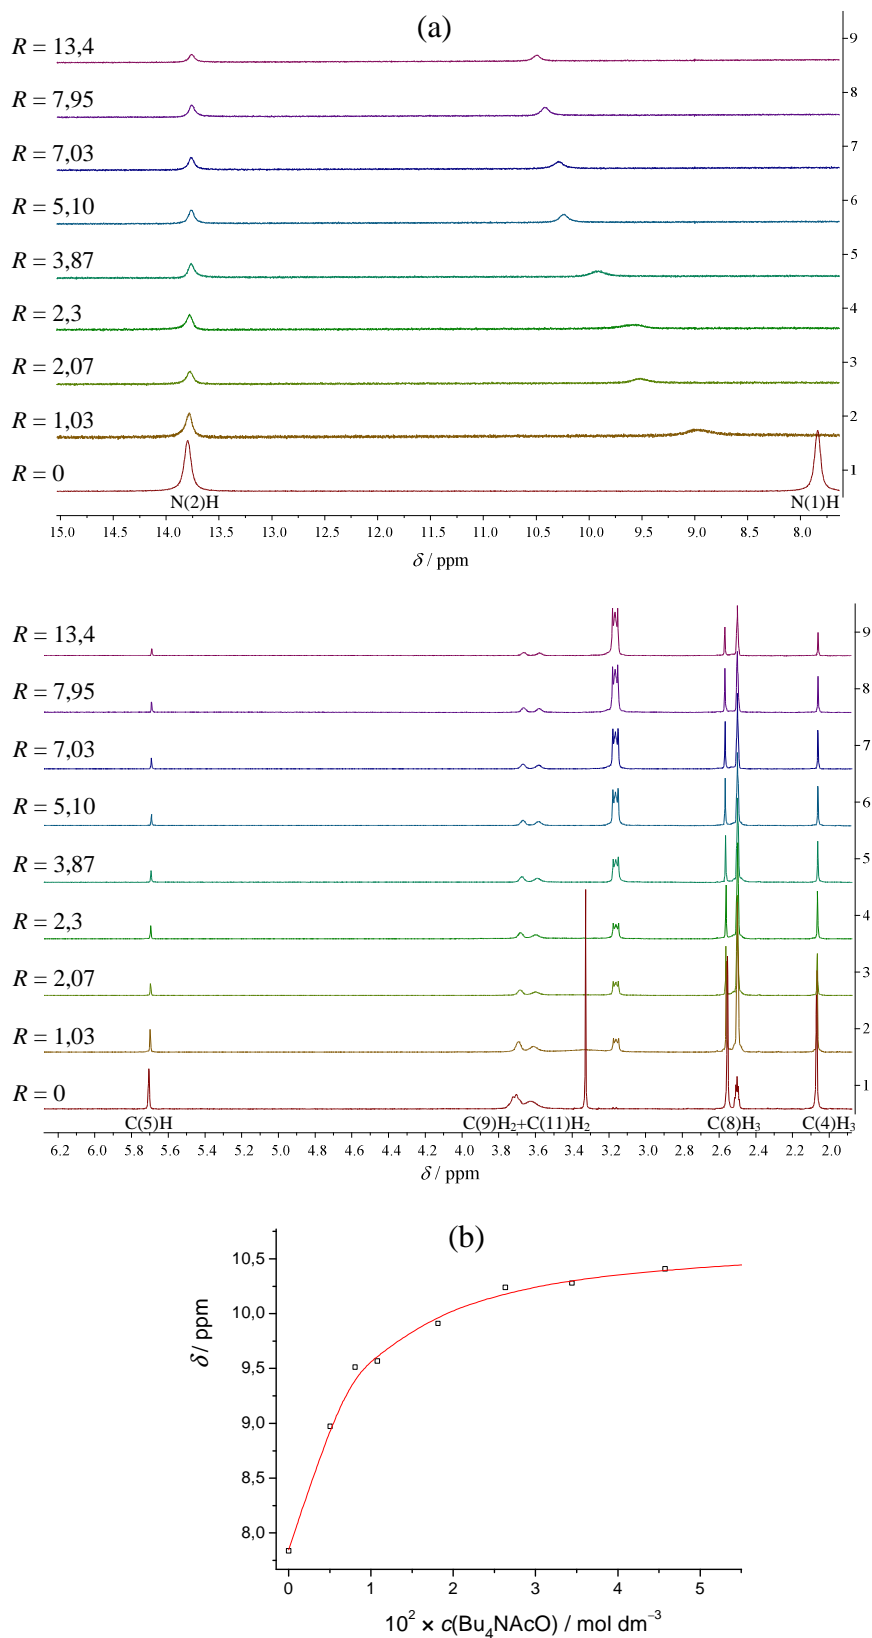 (a)
R = 13,4
9
R = 7,95
8
R = 7,03
7
R = 5,10
6
R = 3,87
5
R = 2,3
4
R = 2,07
3
R = 1,03
2
R = 0
1
N(2)H N(1)H
15.0 14.5 14.0 13.5 13.0 12.5 12.0 11.5 11.0 10.5 10.0 9.5 9.0 8.5 8.0
δ / ppm
R = 13,4
9
R = 7,95
8
R = 7,03
7
R = 5,10
6
R = 3,87
5
R = 2,3
4
R = 2,07
3
R = 1,03
2
R = 0
1
C(5)H C(9)H₂+C(11)H₂ C(8)H₃ C(4)H₃
6.2 6.0 5.8 5.6 5.4 5.2 5.0 4.8 4.6 4.4 4.2 4.0 3.8 3.6 3.4 3.2 3.0 2.8 2.6 2.4 2.2 2.0
δ / ppm
(b)
10,5
10,0
9,5
9,0
8,5
8,0
δ / ppm
0 1 2 3 4 5
10² × c(Bu₄NAcO) / mol dm⁻³